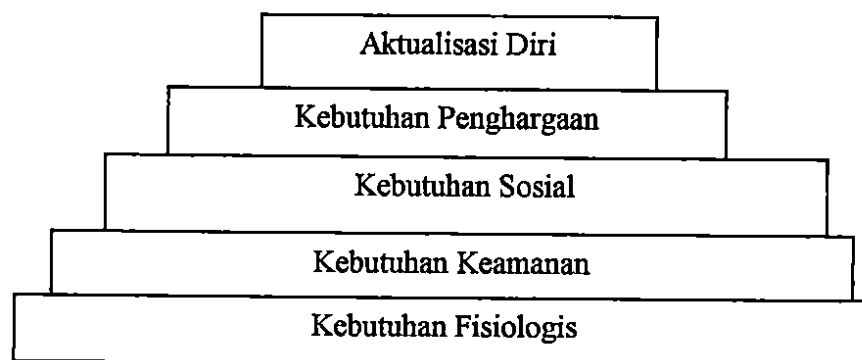 Aktualisasi Diri
Kebutuhan Penghargaan
Kebutuhan Sosial
Kebutuhan Keamanan
Kebutuhan Fisiologis